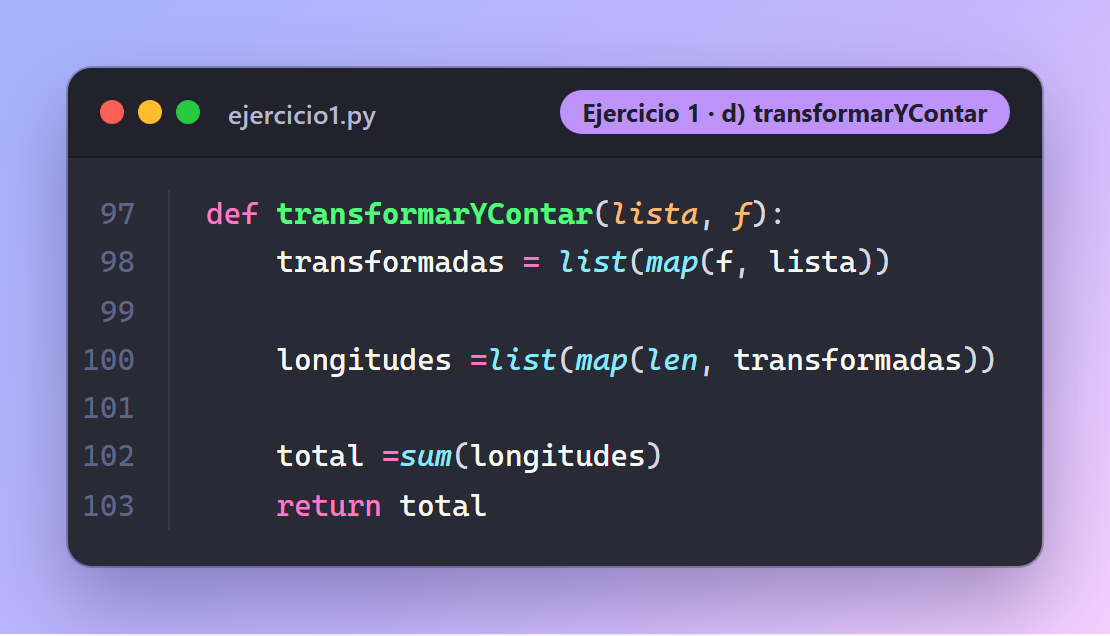 ejercicio1.py
Ejercicio 1 · d) transformarYContar
97 def transformarYContar(lista, f):
98     transformadas = list(map(f, lista))
99
100     longitudes =list(map(len, transformadas))
101
102     total =sum(longitudes)
103     return total